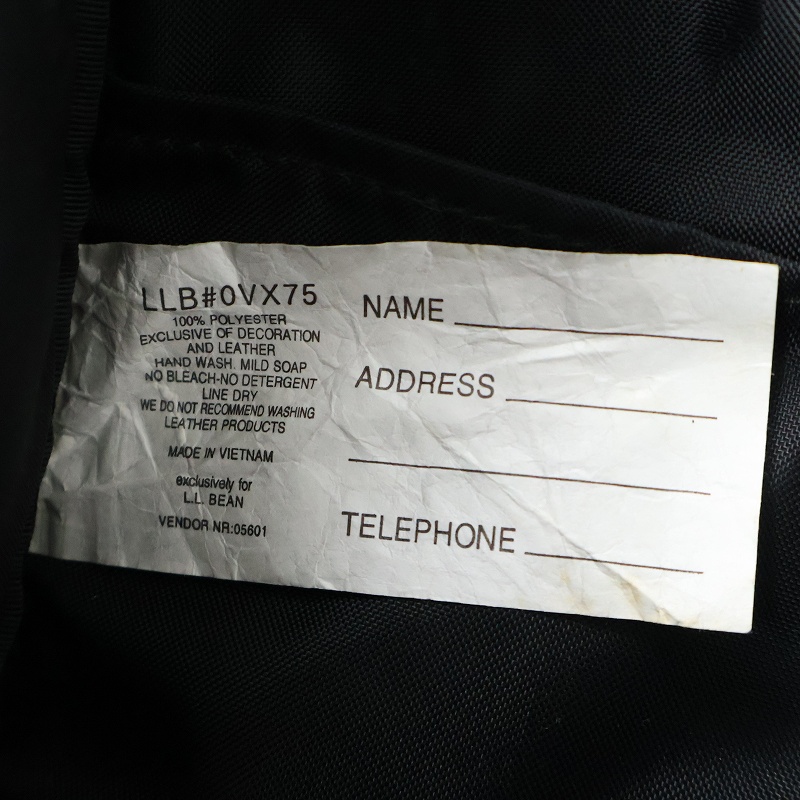 LLB#0VX75
100% POLYESTER
EXCLUSIVE OF DECORATION
AND LEATHER
HAND WASH. MILD SOAP
NO BLEACH-NO DETERGENT
LINE DRY
WE DO NOT RECOMMEND WASHING
LEATHER PRODUCTS
MADE IN VIETNAM
exclusively for
L.L. BEAN
VENDOR NR:05601
NAME
ADDRESS
TELEPHONE